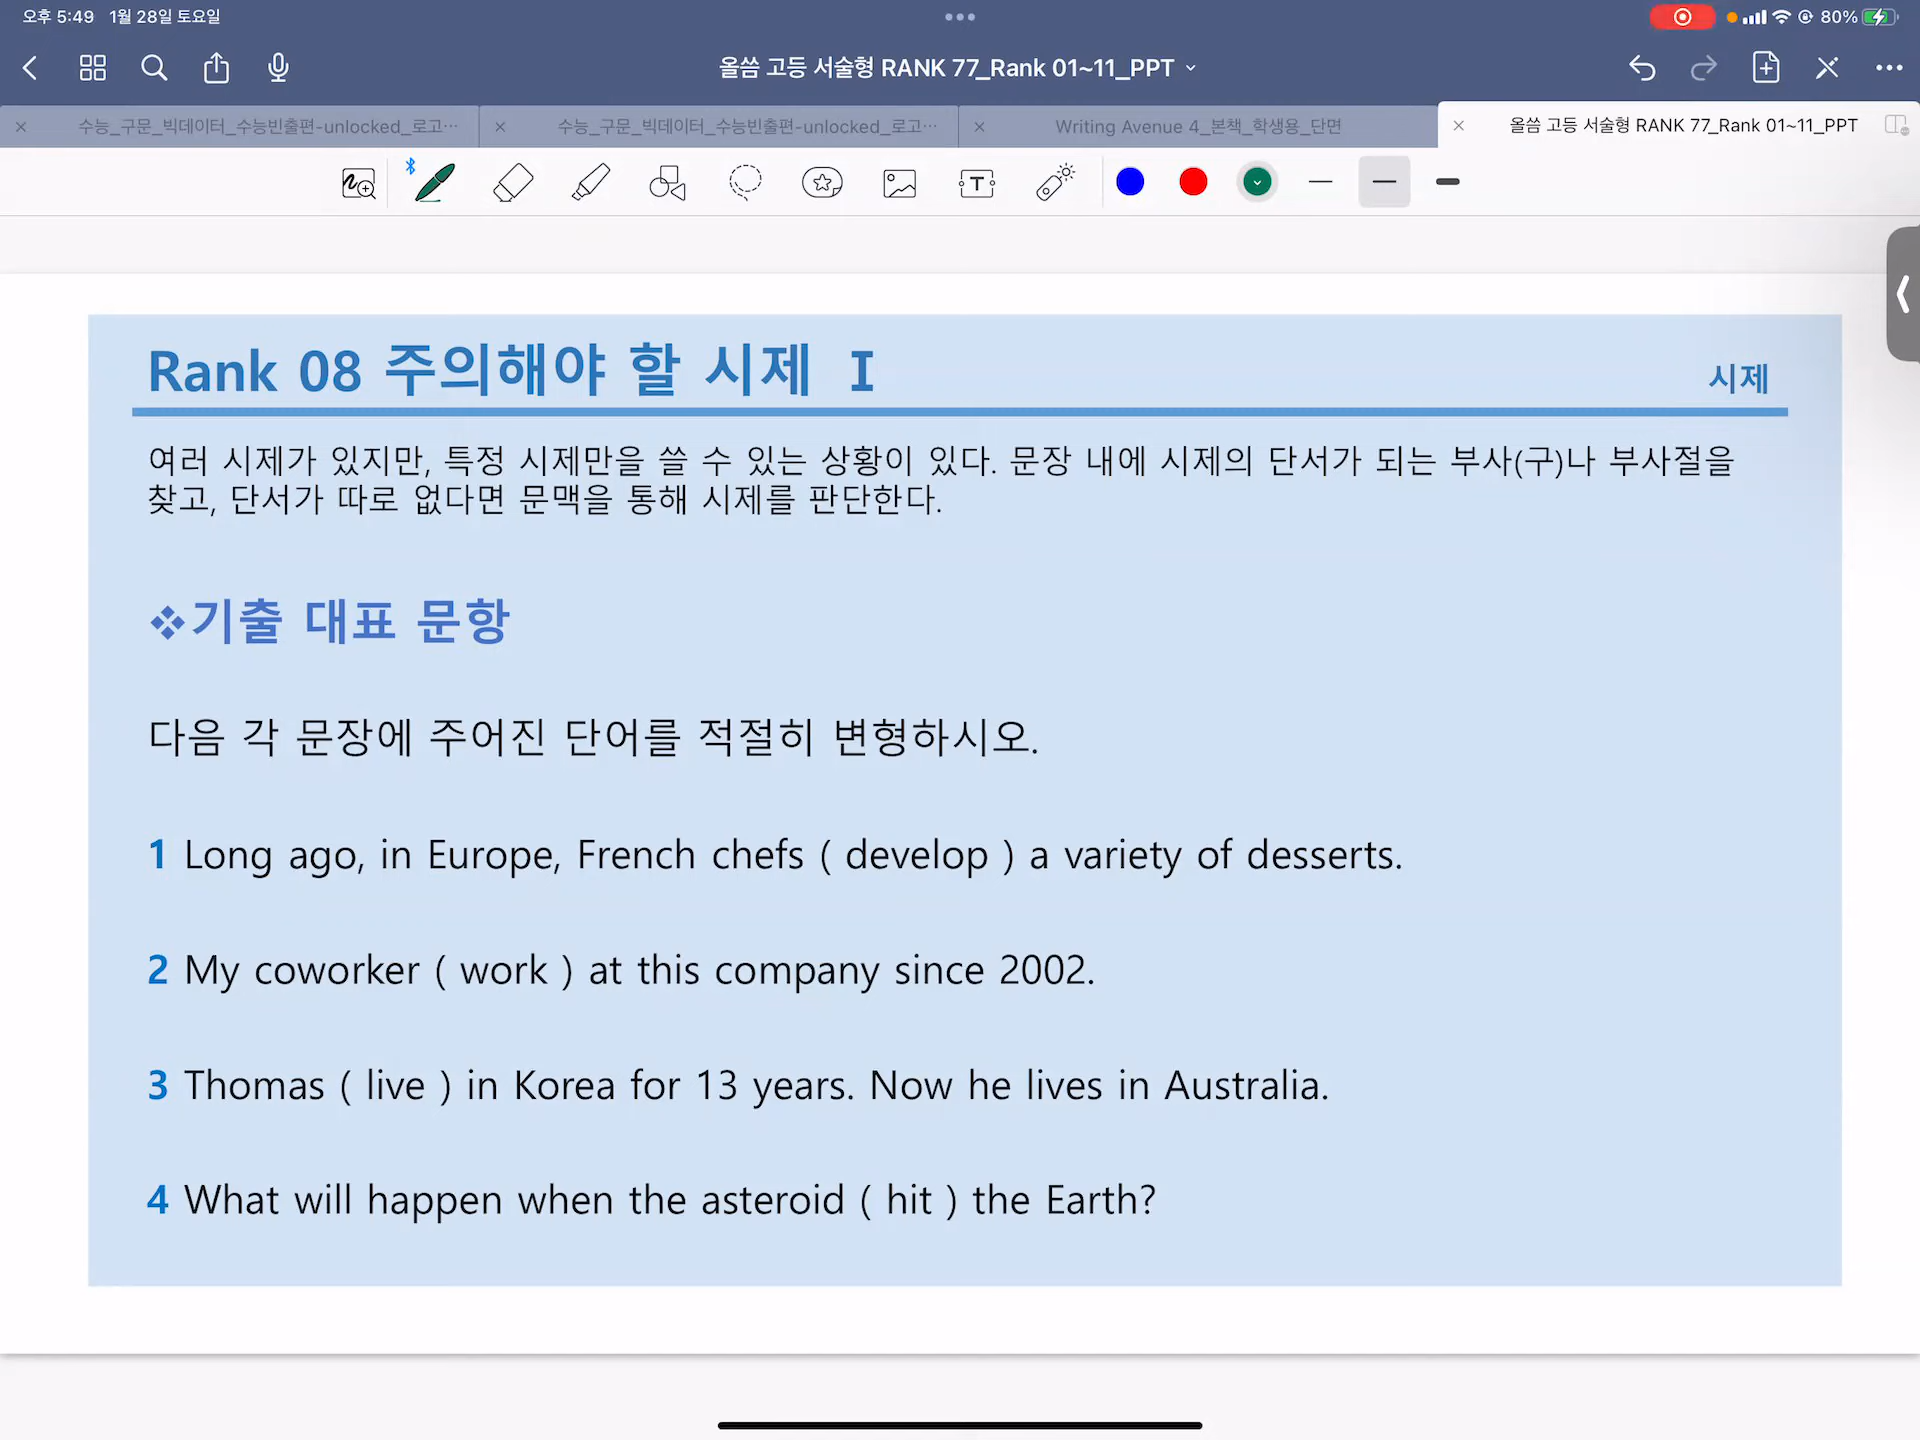 오후 5:49 1월 28일 토요일
80%
올씀 고등 서술형 RANK 77_Rank 01~11_PPT
수능_구문_빅데이터_수능빈출편-unlocked_로고…
수능_구문_빅데이터_수능빈출편-unlocked_로고…
Writing Avenue 4_본책_학생용_단면
올씀 고등 서술형 RANK 77_Rank 01~11_PPT
T
Rank 08 주의해야 할 시제 I
시제
여러 시제가 있지만, 특정 시제만을 쓸 수 있는 상황이 있다. 문장 내에 시제의 단서가 되는 부사(구)나 부사절을
찾고, 단서가 따로 없다면 문맥을 통해 시제를 판단한다.
❖기출 대표 문항
다음 각 문장에 주어진 단어를 적절히 변형하시오.
1 Long ago, in Europe, French chefs ( develop ) a variety of desserts.
2 My coworker ( work ) at this company since 2002.
3 Thomas ( live ) in Korea for 13 years. Now he lives in Australia.
4 What will happen when the asteroid ( hit ) the Earth?